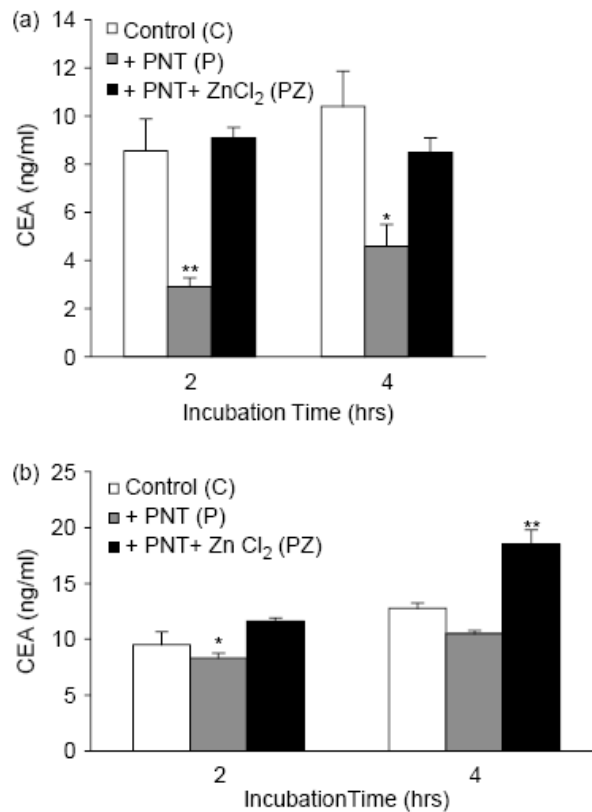 (a)
Control (C)
+ PNT (P)
+ PNT+ ZnCl2 (PZ)
14
12
10
8
6
4
2
0
CEA (ng/ml)
**
*
2 4
Incubation Time (hrs)
(b)
Control (C)
+ PNT (P)
+ PNT+ Zn Cl2 (PZ)
25
20
15
10
5
0
CEA (ng/ml)
*
**
2 4
IncubationTime (hrs)